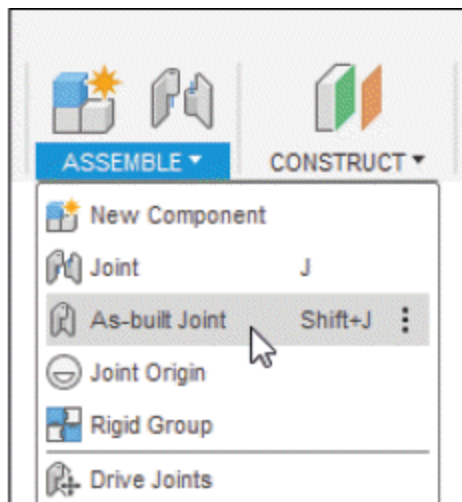 ASSEMBLE CONSTRUCT
New Component
Joint J
As-built Joint Shift+J
Joint Origin
Rigid Group
Drive Joints